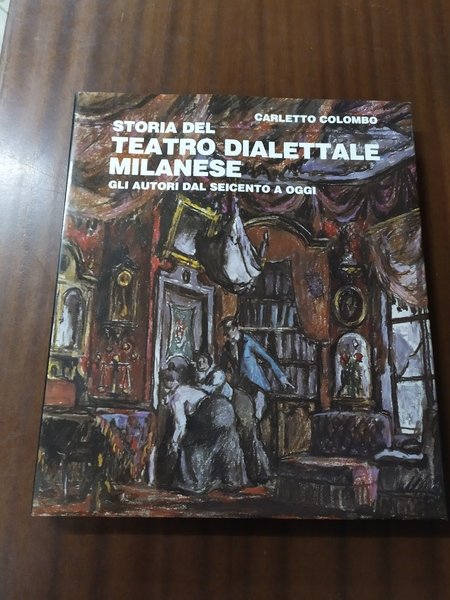 CARLETTO COLOMBO
STORIA DEL
TEATRO DIALETTALE
MILANESE
GLI AUTORI DAL SEICENTO A OGGI